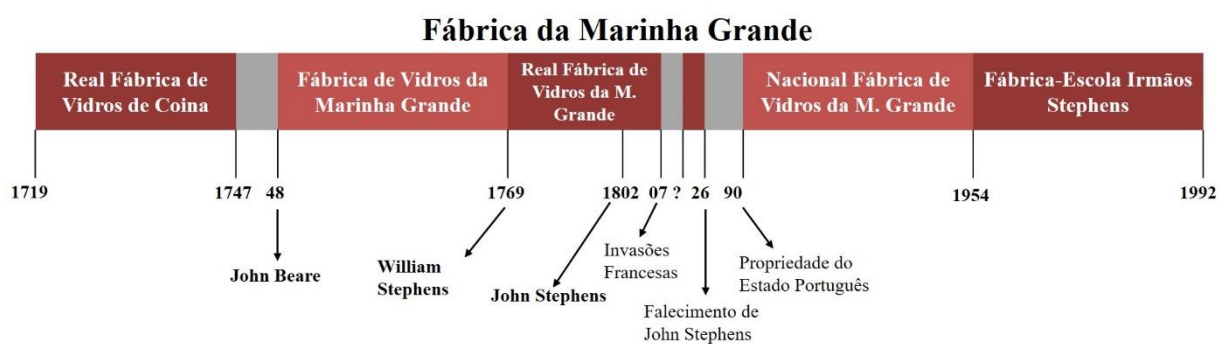 Fábrica da Marinha Grande
Real Fábrica de
Vidros de Coina
Fábrica de Vidros da
Marinha Grande
Real Fábrica de
Vidros da M.
Grande
Nacional Fábrica de
Vidros da M. Grande
Fábrica-Escola Irmãos
Stephens
1719
1747
48
1769
1802
07
?
26
90
1954
1992
John Beare
William
Stephens
John Stephens
Invasões
Francesas
Falecimento de
John Stephens
Propriedade do
Estado Português